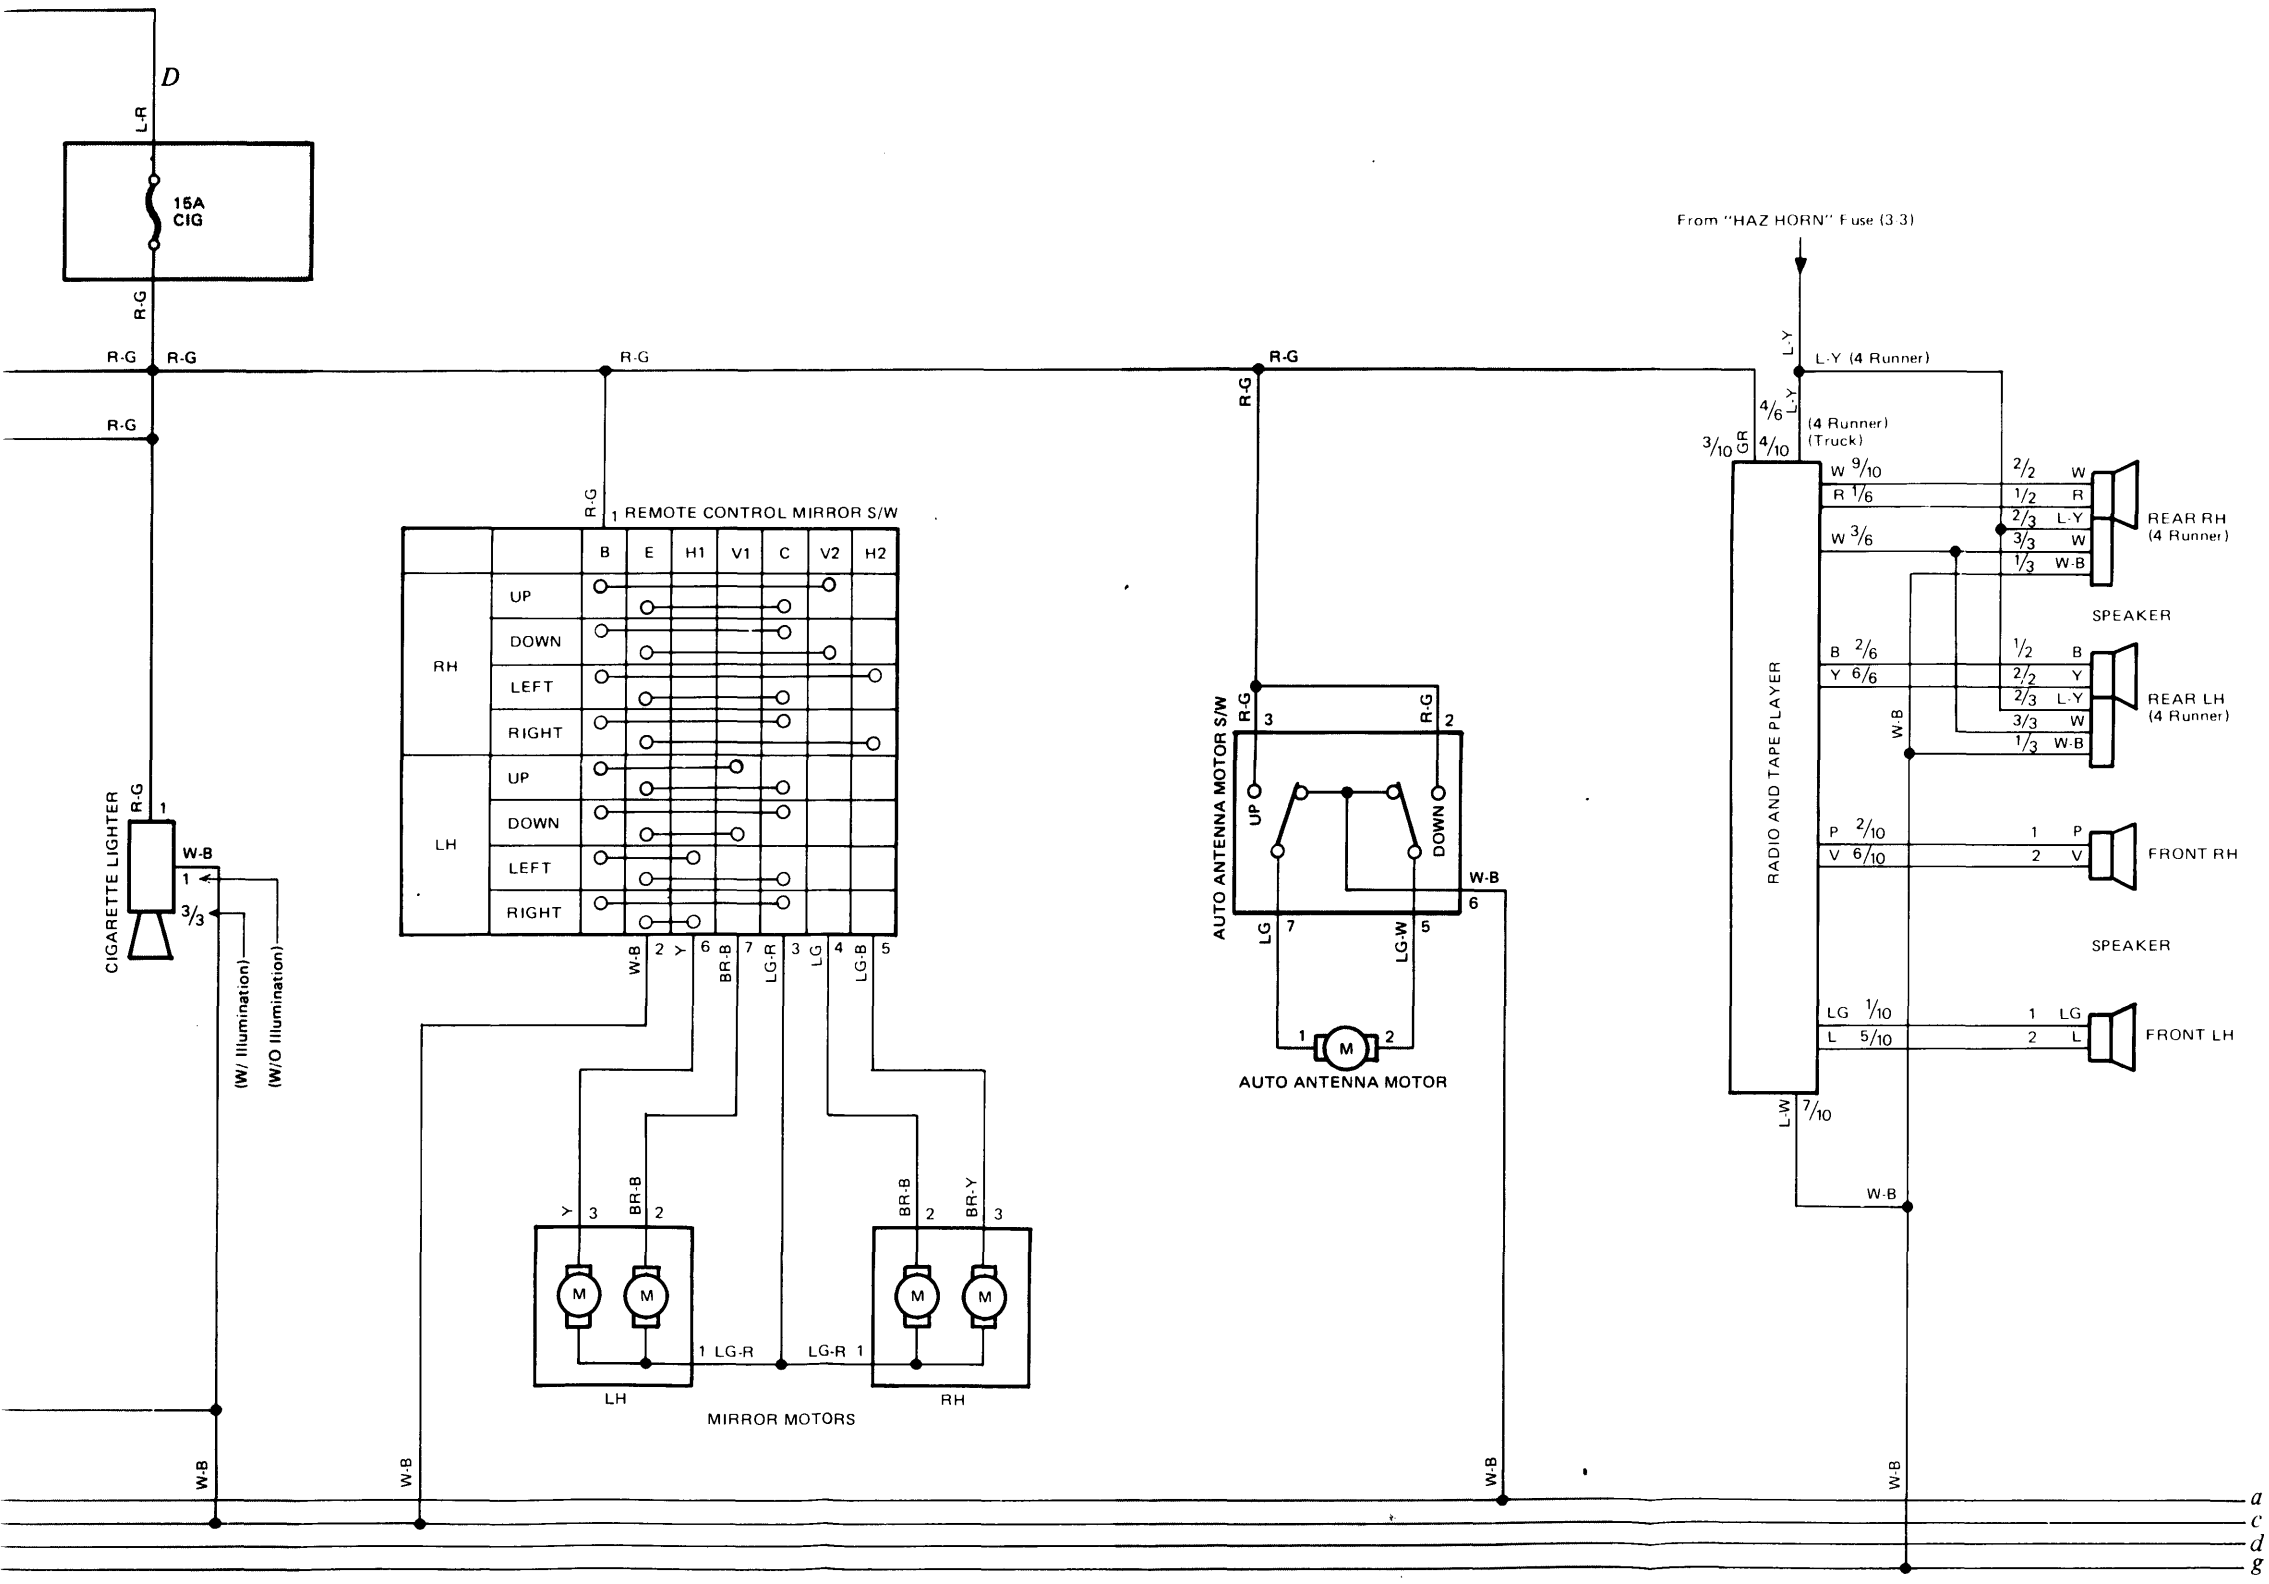 D
L-R
15A
CIG
R-G
R-G R-G
R-G
R-G
R-G
R-G
From "HAZ HORN" Fuse (3-3)
L-Y
L-Y (4 Runner)
4/6 L-Y
(4 Runner)
(Truck)
3/10 GR 4/10
R-G
1 REMOTE CONTROL MIRROR S/W
B E H1 V1 C V2 H2
RH
UP
DOWN
LEFT
RIGHT
LH
UP
DOWN
LEFT
RIGHT
W-B 2 Y 6 BR-B 7 LG-R 3 LG 4 LG-B 5
CIGARETTE LIGHTER
R-G 1
W-B
1
3/3
(W/ Illumination)
(W/O Illumination)
Y 3 BR-B 2
BR-B 2 BR-Y 3
M M M M
1 LG-R LG-R 1
LH RH
MIRROR MOTORS
AUTO ANTENNA MOTOR S/W
R-G 3 R-G 2
UP DOWN
W-B
6
LG 7 LG-W 5
1 M 2
AUTO ANTENNA MOTOR
RADIO AND TAPE PLAYER
W 9/10 2/2 W
R 1/6 1/2 R
2/3 L-Y
W 3/6 3/3 W
1/3 W-B
REAR RH
(4 Runner)
SPEAKER
B 2/6 1/2 B
Y 6/6 2/2 Y
2/3 L-Y
3/3 W
1/3 W-B
REAR LH
(4 Runner)
W-B
P 2/10 1 P
V 6/10 2 V
FRONT RH
SPEAKER
LG 1/10 1 LG
L 5/10 2 L
FRONT LH
L-W 7/10
W-B
W-B W-B W-B W-B
a
c
d
g